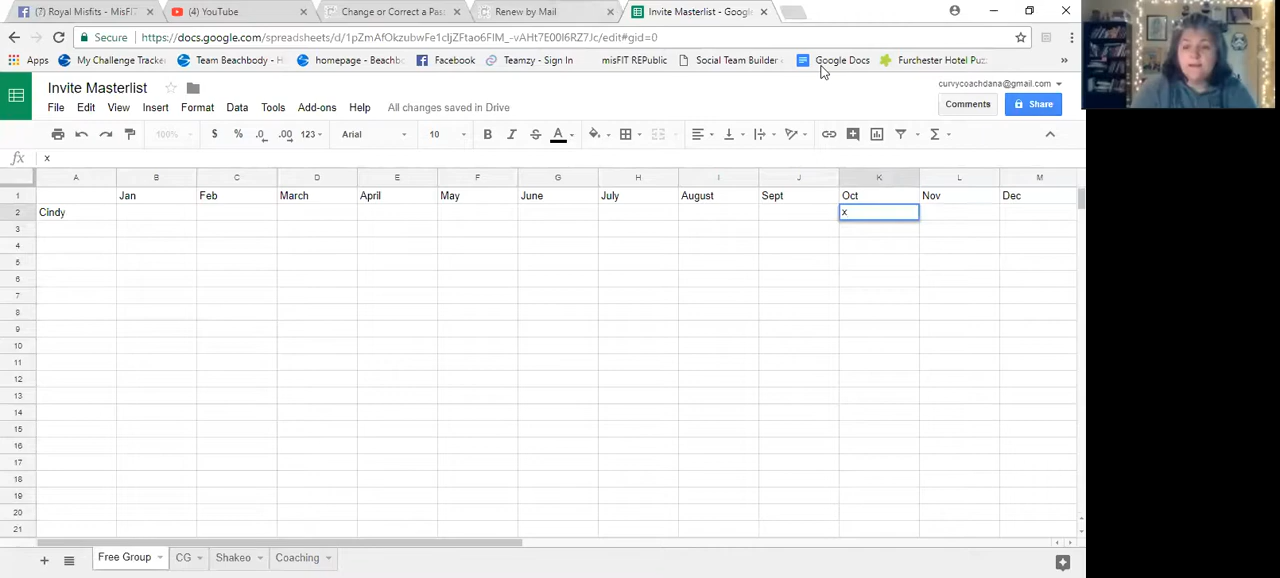 (7) Royal Misfits - MisFIT
(4) YouTube
Change or Correct a Pas
Renew by Mail
Invite Masterlist - Google
Secure
https://docs.google.com/spreadsheets/d/1pZmAfOkzubwFe1cIjZFtao6FIM_-vAHt7E00I6RZ7Jc/edit#gid=0
Apps
My Challenge Tracke
Team Beachbody - H
homepage - Beachb
Facebook
Teamzy - Sign In
misFIT REPublic
Social Team Builder
Google Docs
Furchester Hotel Puz
»
Invite Masterlist
curvycoachdana@gmail.com
File Edit View Insert Format Data Tools Add-ons Help All changes saved in Drive
Comments
Share
100% $ % .0 .00 123 Arial 10 B I S A Σ
fx x
A B C D E F G H I J K L M
1 Jan Feb March April May June July August Sept Oct Nov Dec
2 Cindy x
3
4
5
6
7
8
9
10
11
12
13
14
15
16
17
18
19
20
21
+ Free Group CG Shakeo Coaching